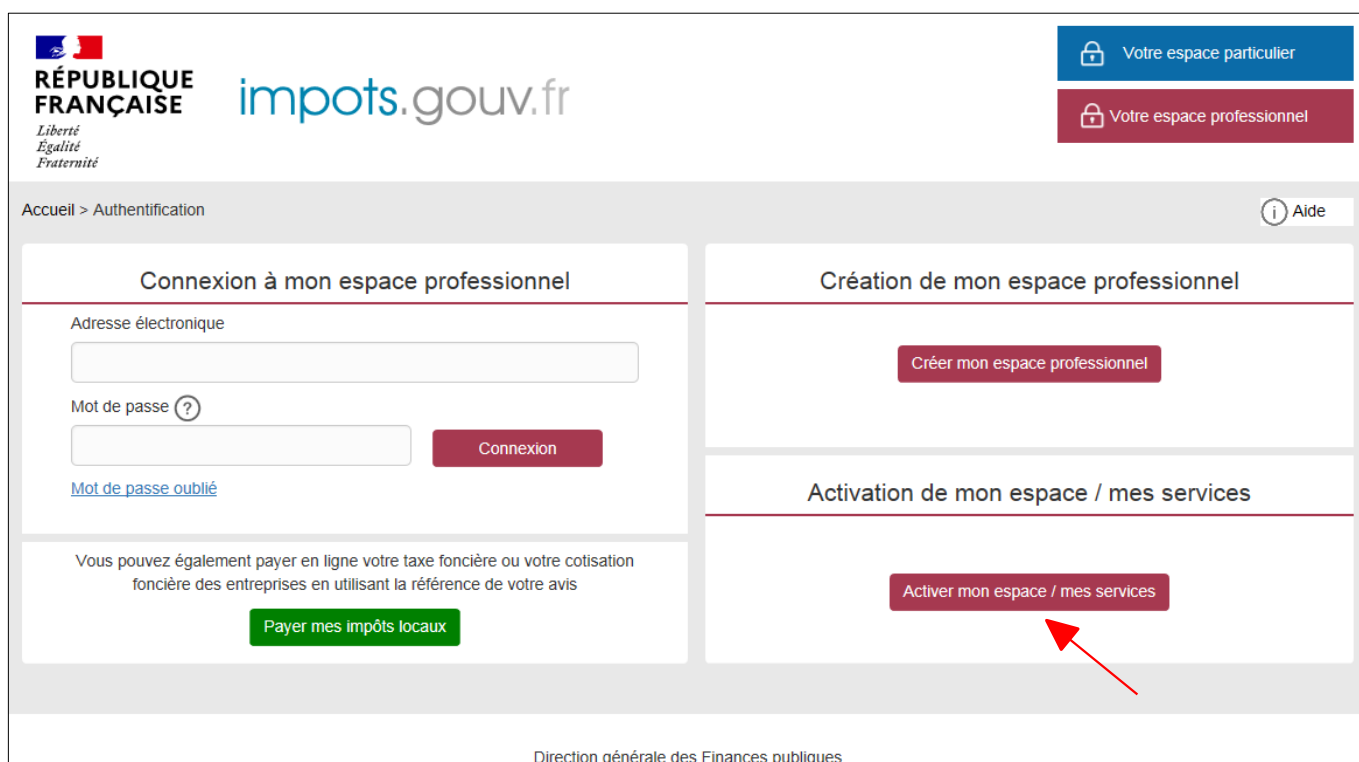 RÉPUBLIQUE
FRANÇAISE
Liberté
Égalité
Fraternité
impots.gouv.fr
Votre espace particulier
Votre espace professionnel
Accueil > Authentification
i Aide
Connexion à mon espace professionnel
Adresse électronique
Mot de passe ?
Connexion
Mot de passe oublié
Vous pouvez également payer en ligne votre taxe foncière ou votre cotisation
foncière des entreprises en utilisant la référence de votre avis
Payer mes impôts locaux
Création de mon espace professionnel
Créer mon espace professionnel
Activation de mon espace / mes services
Activer mon espace / mes services
Direction générale des Finances publiques